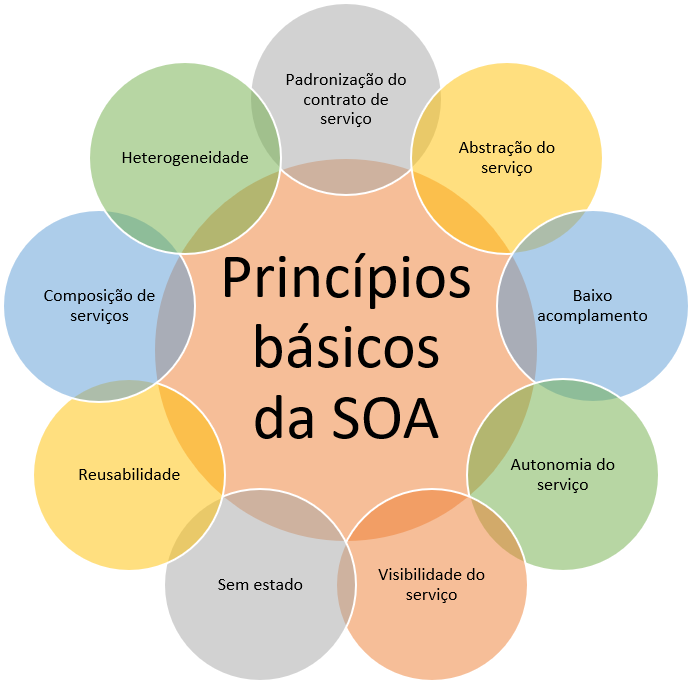 Padronização do
contrato de
serviço
Abstração do
serviço
Baixo
acomplamento
Autonomia do
serviço
Visibilidade do
serviço
Sem estado
Reusabilidade
Composição de
serviços
Heterogeneidade
Princípios
básicos
da SOA